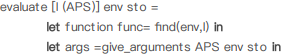 evaluate [I (APS)] env sto =
let function func= find(env,I) in
let args =give_arguments APS env sto in